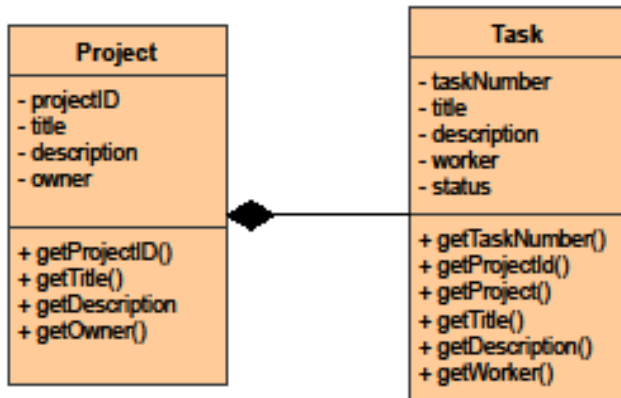 Project
- projectID
- title
- description
- owner
+ getProjectID()
+ getTitle()
+ getDescription
+ getOwner()
Task
- taskNumber
- title
- description
- worker
- status
+ getTaskNumber()
+ getProjectId()
+ getProject()
+ getTitle()
+ getDescription()
+ getWorker()